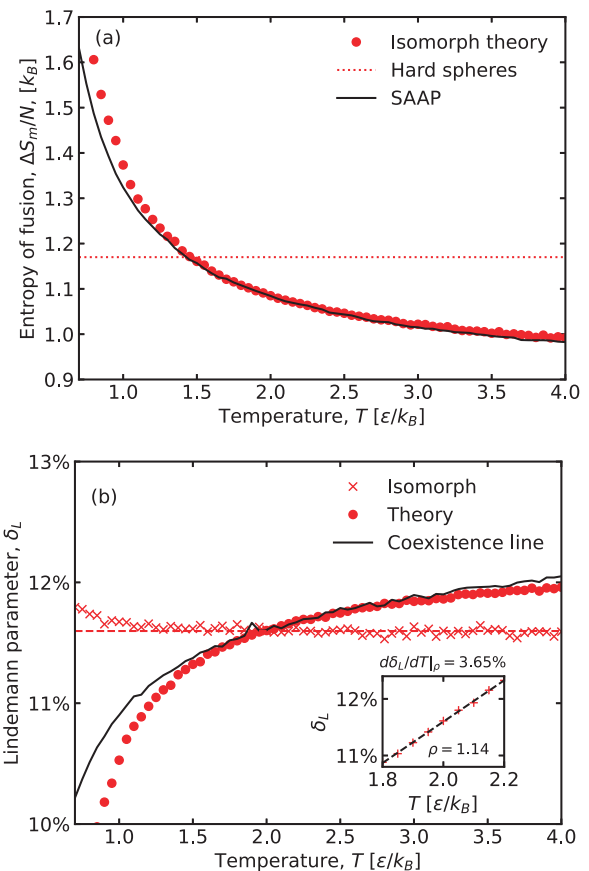 (a)
Isomorph theory
Hard spheres
SAAP
Entropy of fusion, ΔS_m/N, [k_B]
1.7
1.6
1.5
1.4
1.3
1.2
1.1
1.0
0.9
1.0 1.5 2.0 2.5 3.0 3.5 4.0
Temperature, T [ε/k_B]
(b)
Isomorph
Theory
Coexistence line
Lindemann parameter, δ_L
13%
12%
11%
10%
dδ_L/dT|_ρ = 3.65%
δ_L
12%
11%
ρ = 1.14
1.8 2.0 2.2
T [ε/k_B]
1.0 1.5 2.0 2.5 3.0 3.5 4.0
Temperature, T [ε/k_B]